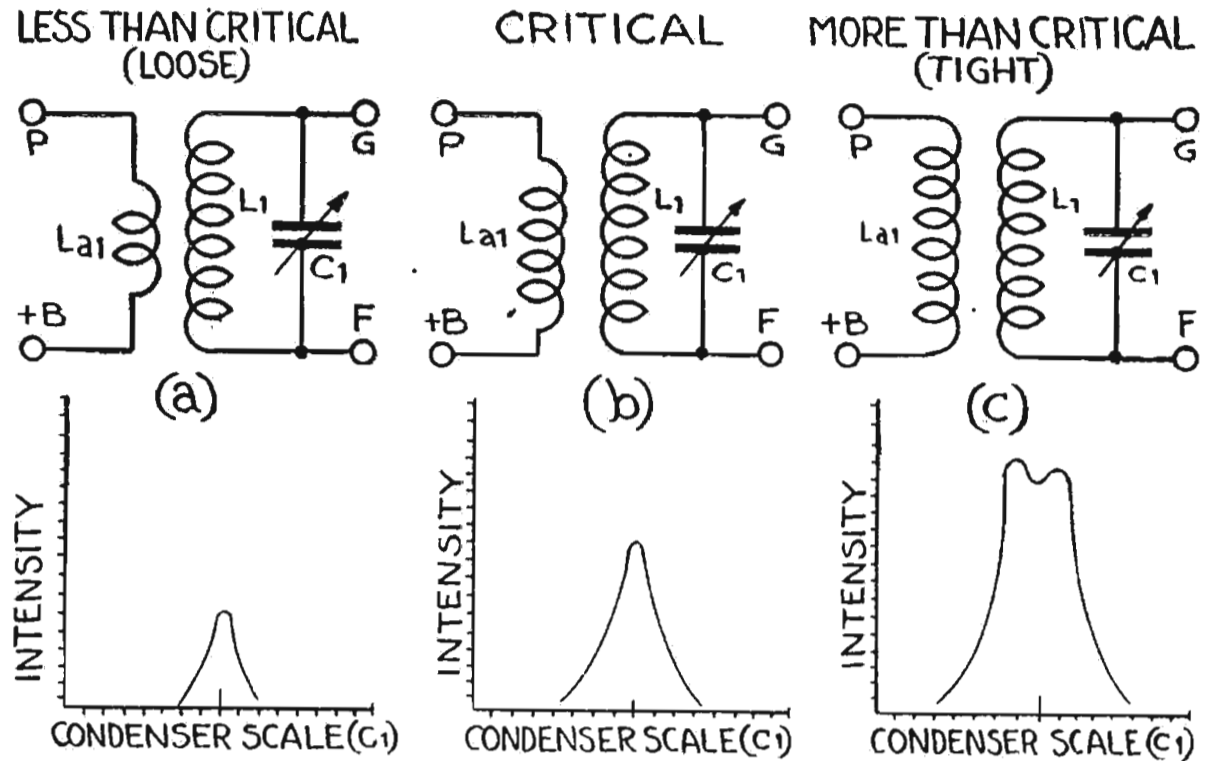 LESS THAN CRITICAL
(LOOSE)
P
G
La1
L1
C1
+B
F
(a)
INTENSITY
CONDENSER SCALE(C1)
CRITICAL
P
G
La1
L1
C1
+B
F
(b)
INTENSITY
CONDENSER SCALE(C1)
MORE THAN CRITICAL
(TIGHT)
P
G
La1
L1
C1
+B
F
(c)
INTENSITY
CONDENSER SCALE(C1)